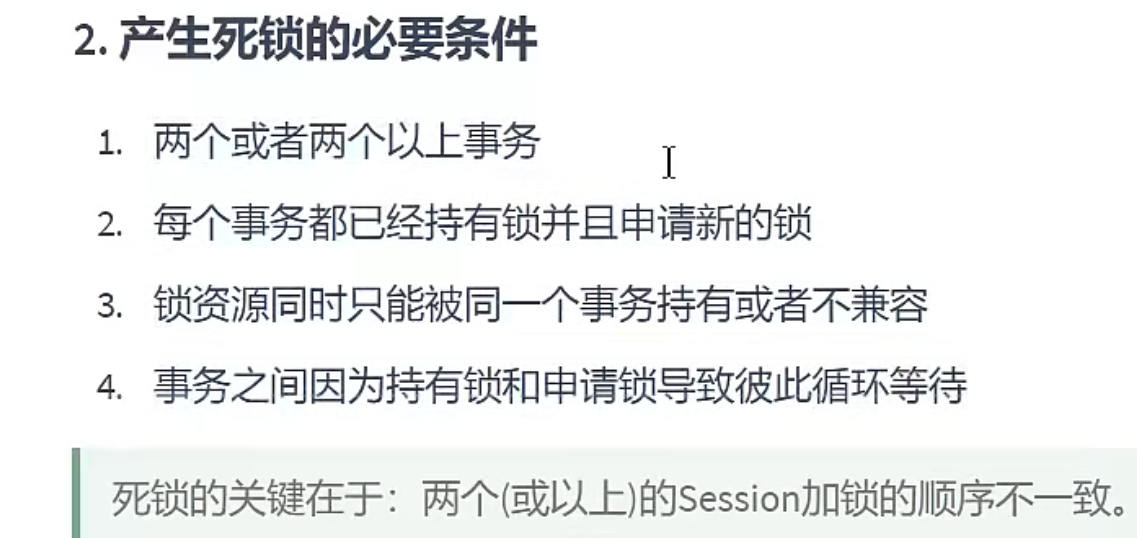 2. 产生死锁的必要条件
1. 两个或者两个以上事务
2. 每个事务都已经持有锁并且申请新的锁
3. 锁资源同时只能被同一个事务持有或者不兼容
4. 事务之间因为持有锁和申请锁导致彼此循环等待
死锁的关键在于：两个(或以上)的Session加锁的顺序不一致。